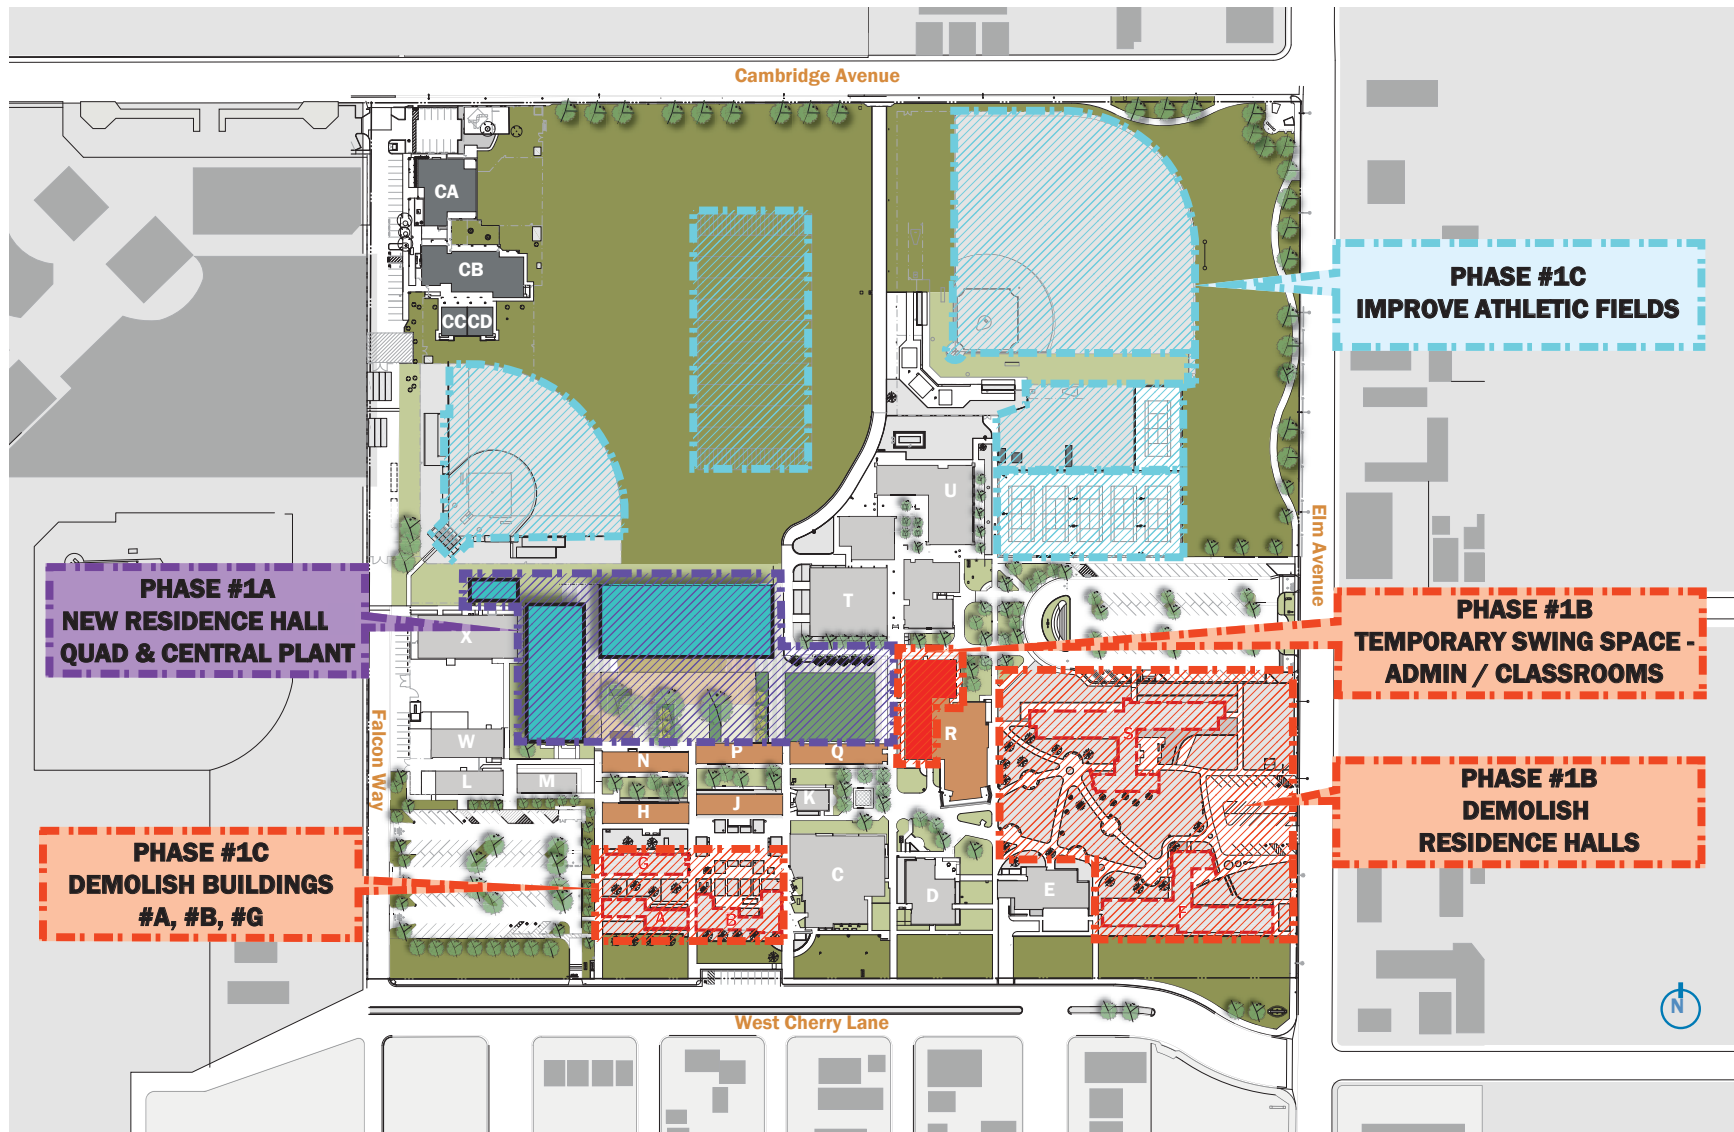 Cambridge Avenue
CA
CB
CCCD
PHASE #1C
IMPROVE ATHLETIC FIELDS
U
Elm Avenue
PHASE #1A
NEW RESIDENCE HALL
QUAD & CENTRAL PLANT
X
T
PHASE #1B
TEMPORARY SWING SPACE -
ADMIN / CLASSROOMS
Falcon Way
W
N
P
Q
R
S
L
M
H
J
K
PHASE #1B
DEMOLISH
RESIDENCE HALLS
PHASE #1C
DEMOLISH BUILDINGS
#A, #B, #G
G
A
B
C
D
E
F
N
West Cherry Lane